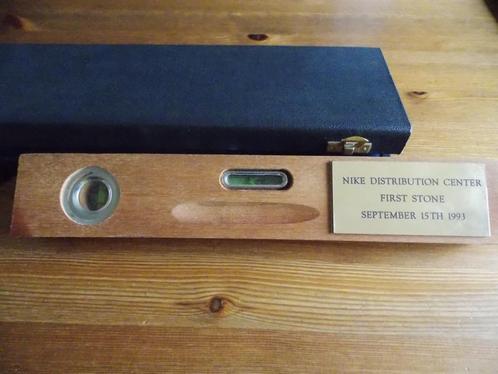 NIKE DISTRIBUTION CENTER
FIRST STONE
SEPTEMBER 15TH 1993